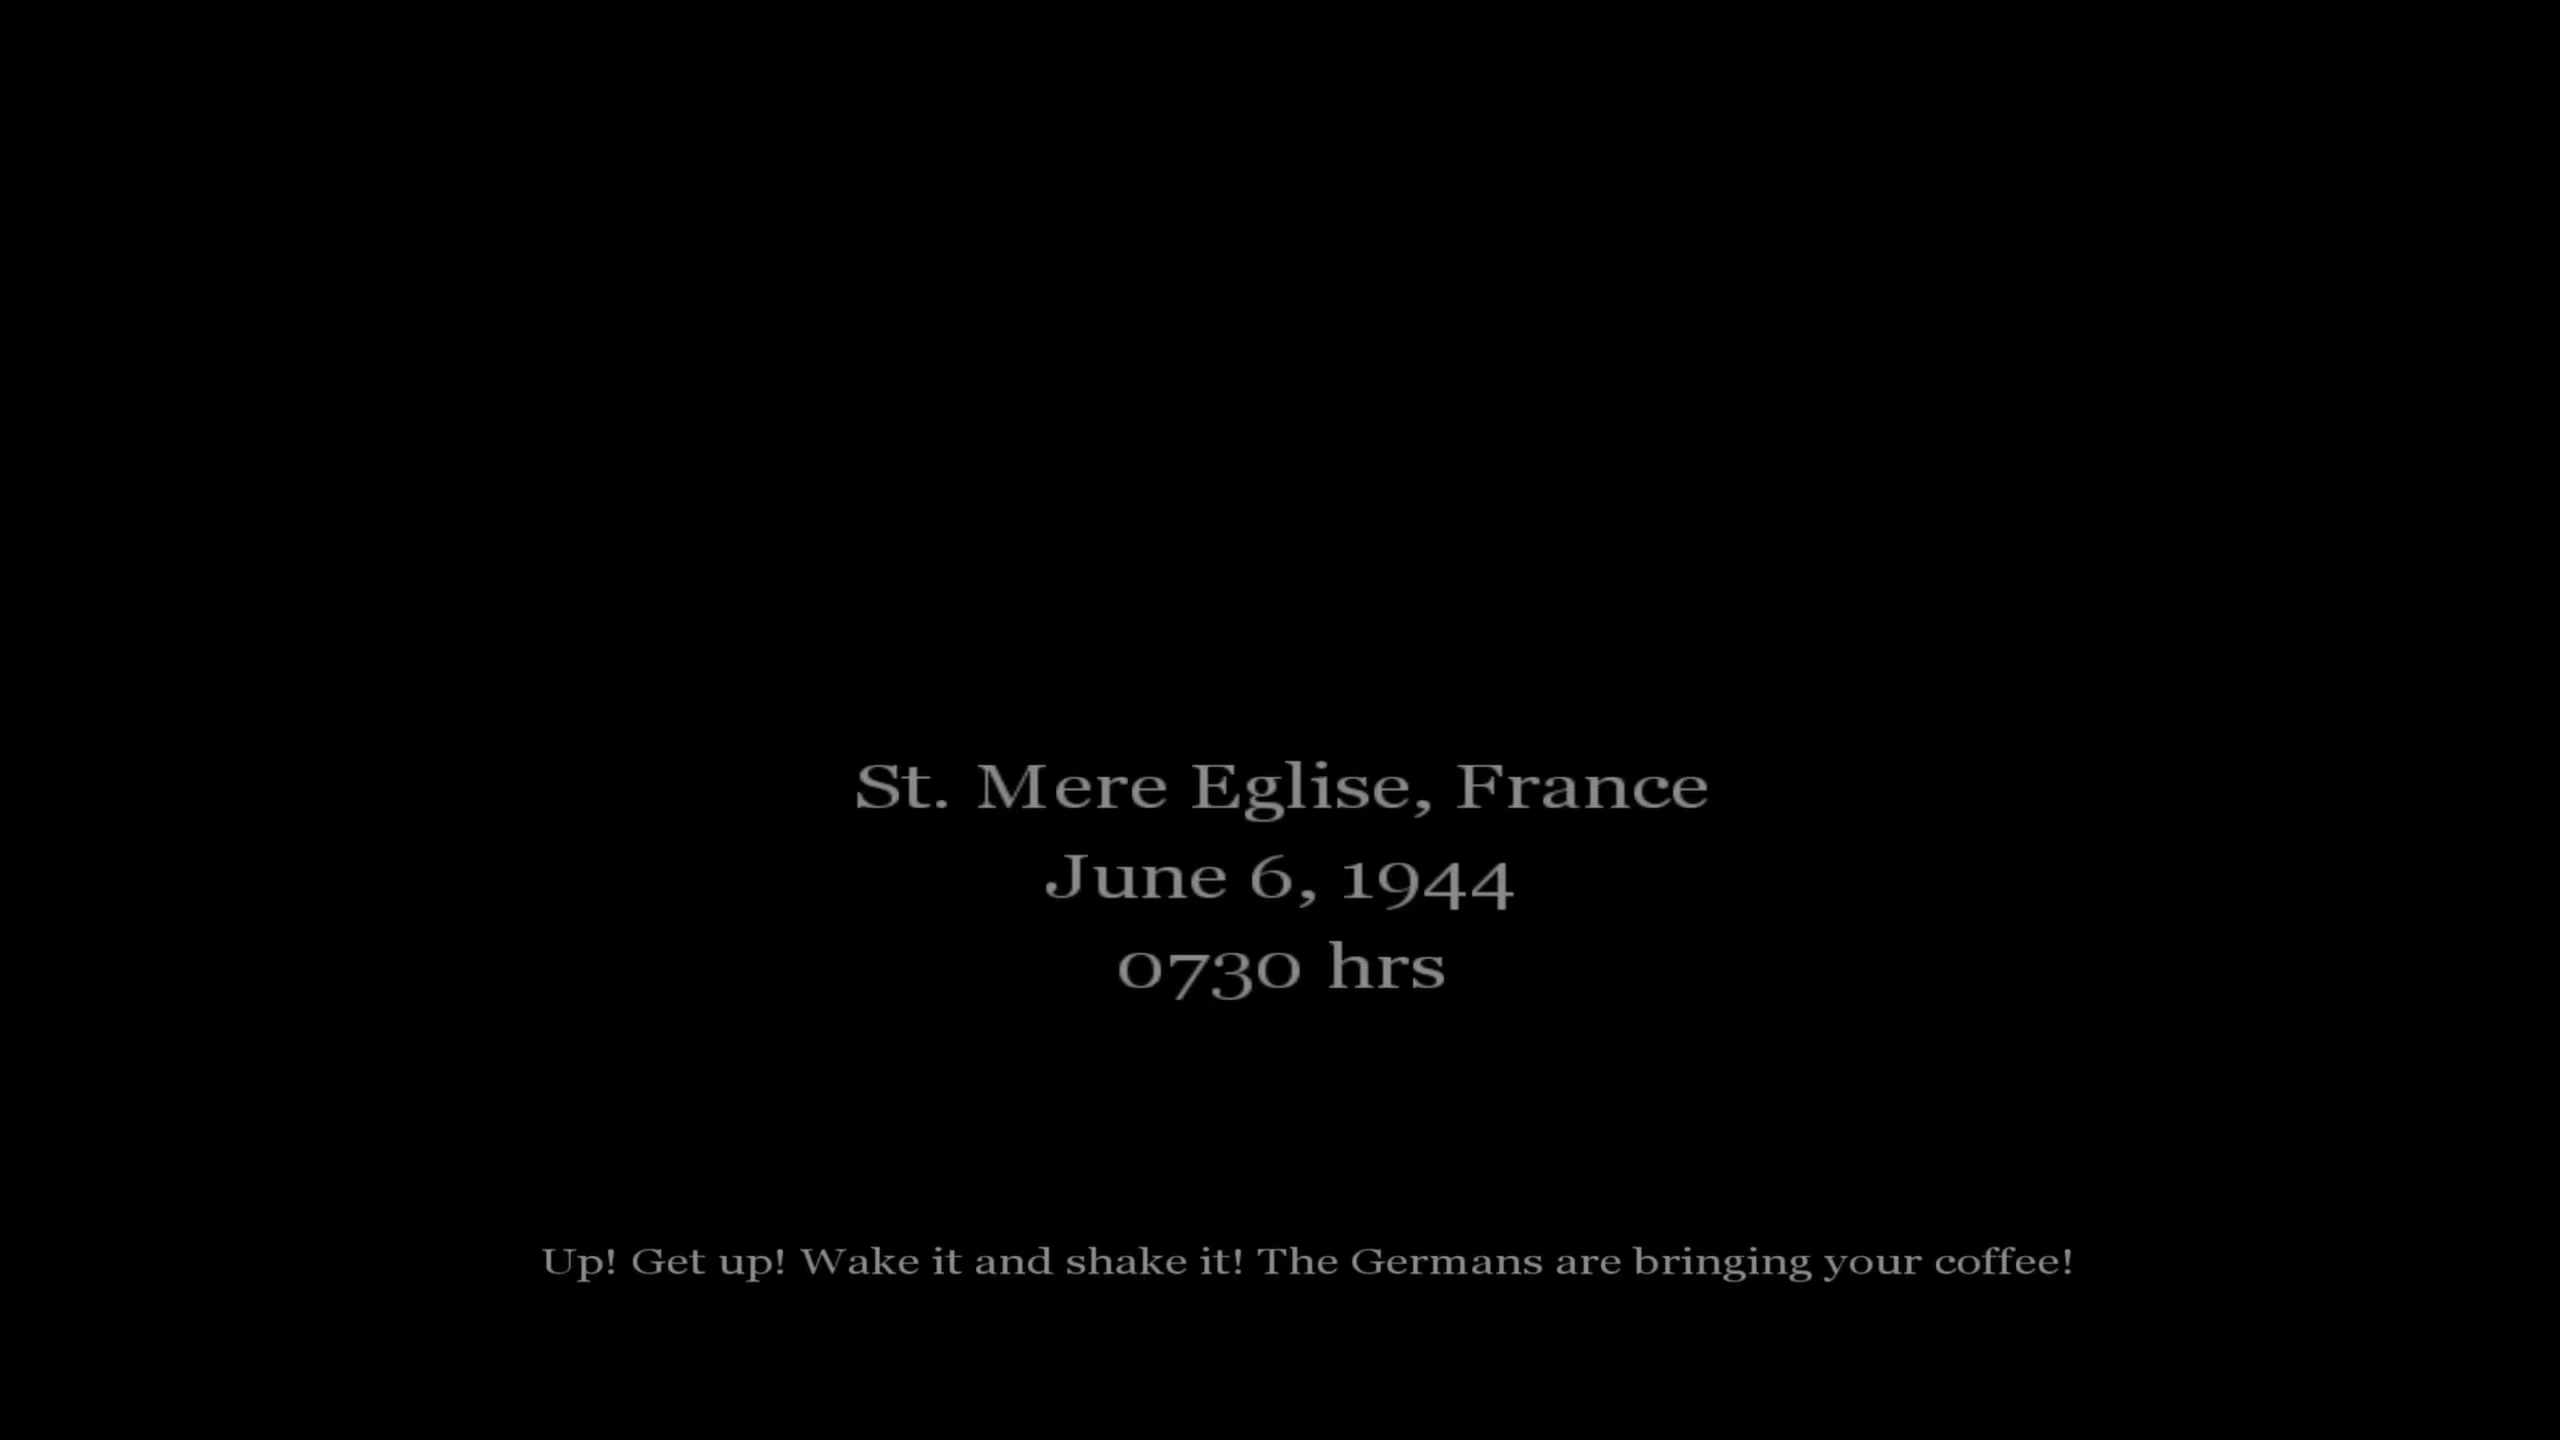 St. Mere Eglise, France
June 6, 1944
0730 hrs
Up! Get up! Wake it and shake it! The Germans are bringing your coffee!